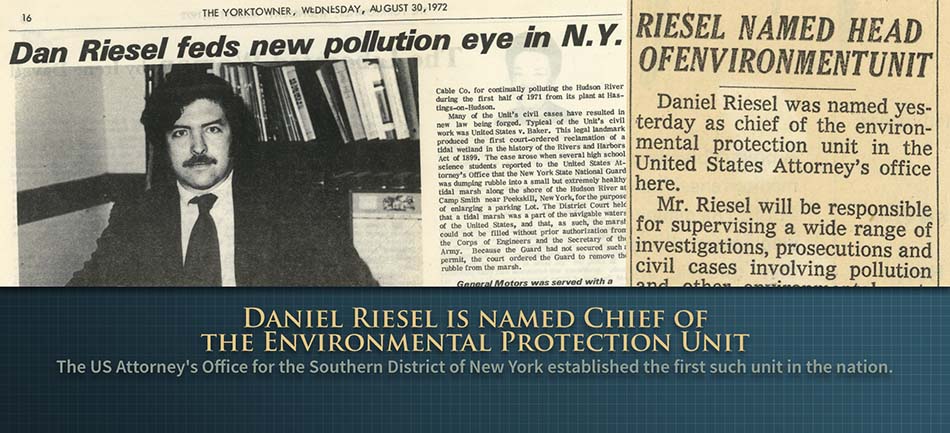 16
THE YORKTOWNER, WEDNESDAY, AUGUST 30, 1972
Dan Riesel feds new pollution eye in N.Y.
Cable Co. for continually polluting the Hudson River
during the first half of 1971 from its plant at Has-
tings-on-Hudson.
Many of the Unit's civil cases have resulted in
new law being forged. Typical of the Unit's civil
work was United States v. Baker. This legal landmark
produced the first court-ordered reclamation of a
tidal wetland in the history of the Rivers and Harbors
Act of 1899. The case arose when several high school
science students reported to the United States At-
torney's Office that the New York State National Guard
was dumping rubble into a small but extremely healthy
tidal marsh along the shore of the Hudson River at
Camp Smith near Peekskill, New York, for the purpose
of enlarging a parking Lot. The District Court held
that a tidal marsh was a part of the navigable waters
of the United States, and that, as such, the marsh
could not be filled without prior authorization from
the Corps of Engineers and the Secretary of the
Army. Because the Guard had not secured such
permit, the court ordered the Guard to remove the
rubble from the marsh.
General Motors was served with a
RIESEL NAMED HEAD
OFENVIRONMENTUNIT
Daniel Riesel was named yes-
terday as chief of the environ-
mental protection unit in the
United States Attorney's office
here.
Mr. Riesel will be responsible
for supervising a wide range of
investigations, prosecutions and
civil cases involving pollution
and other environmental
DANIEL RIESEL IS NAMED CHIEF OF
THE ENVIRONMENTAL PROTECTION UNIT
The US Attorney's Office for the Southern District of New York established the first such unit in the nation.